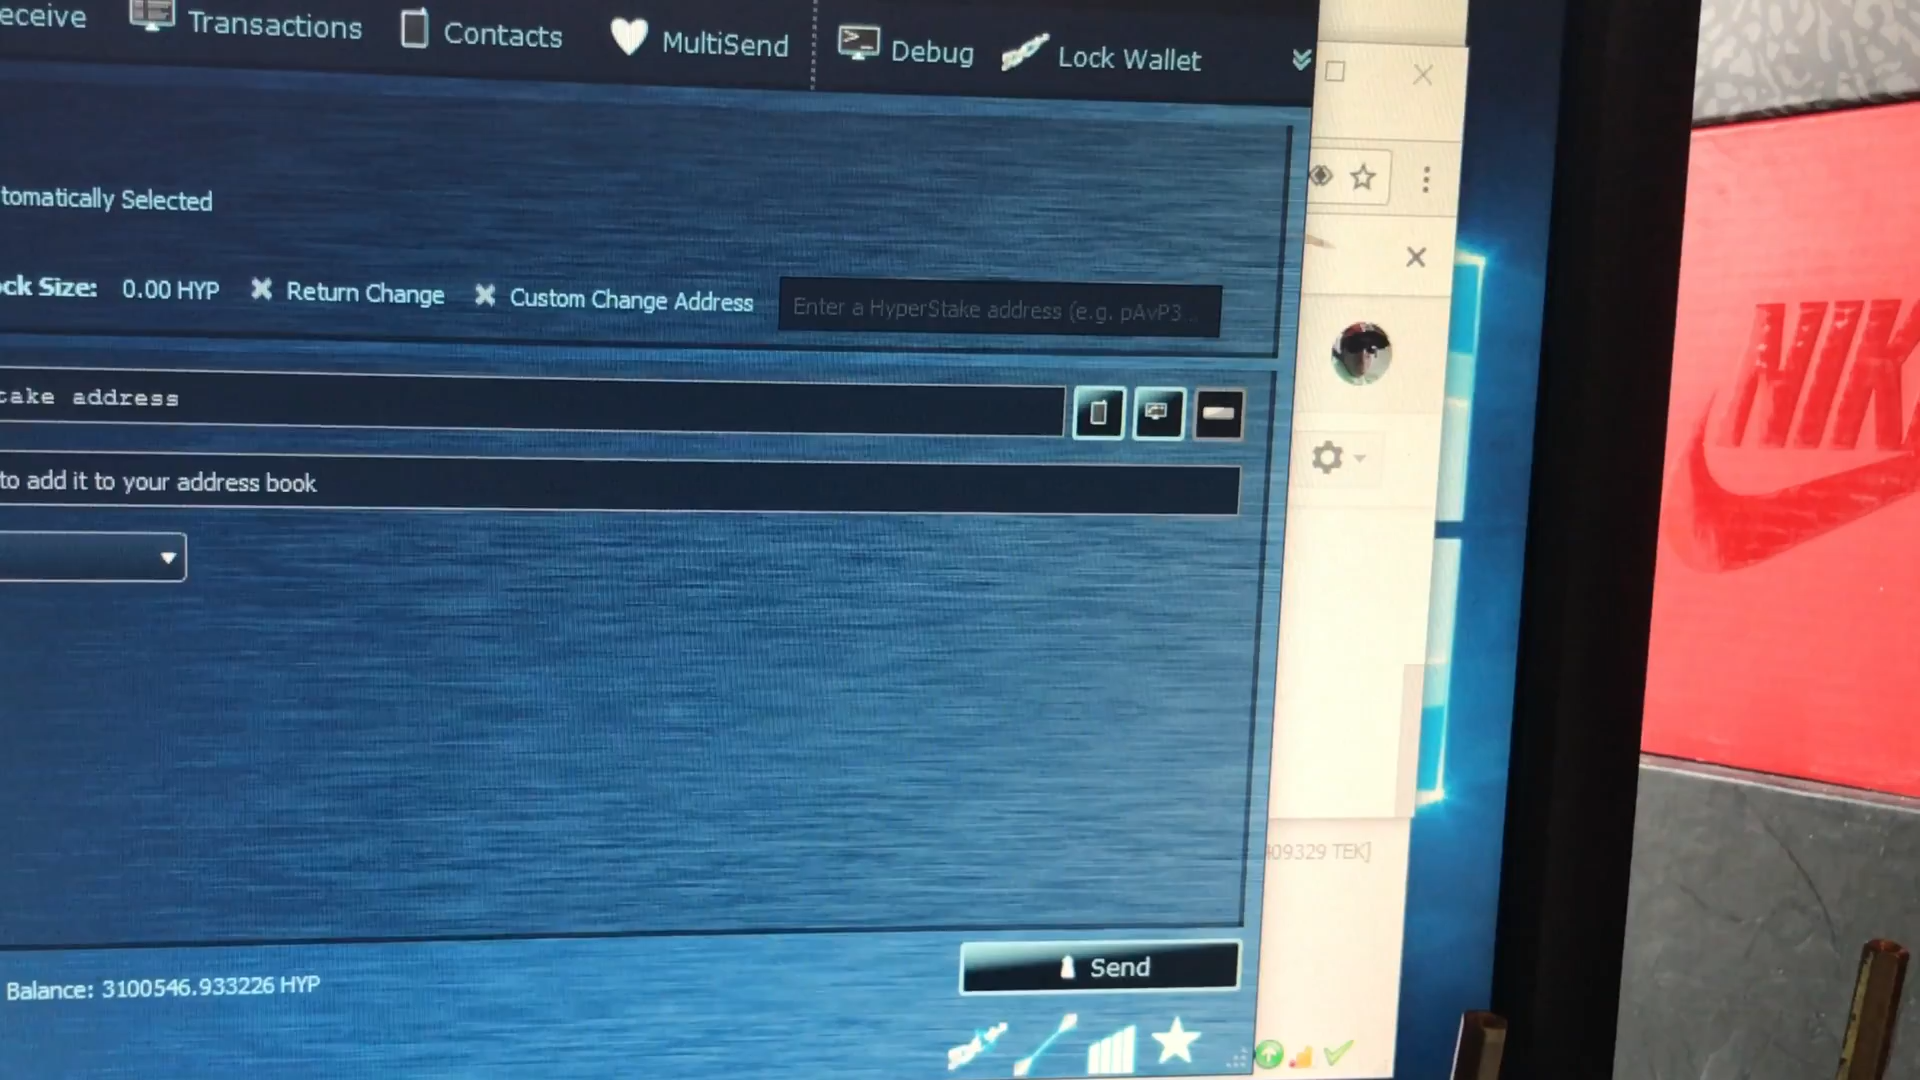 eceive Transactions Contacts MultiSend Debug Lock Wallet
tomatically Selected
ck Size: 0.00 HYP Return Change Custom Change Address Enter a HyperStake address (e.g. pAvP3...
take address
to add it to your address book
Balance: 3100546.933226 HYP
Send
409329 TEK]
NIK